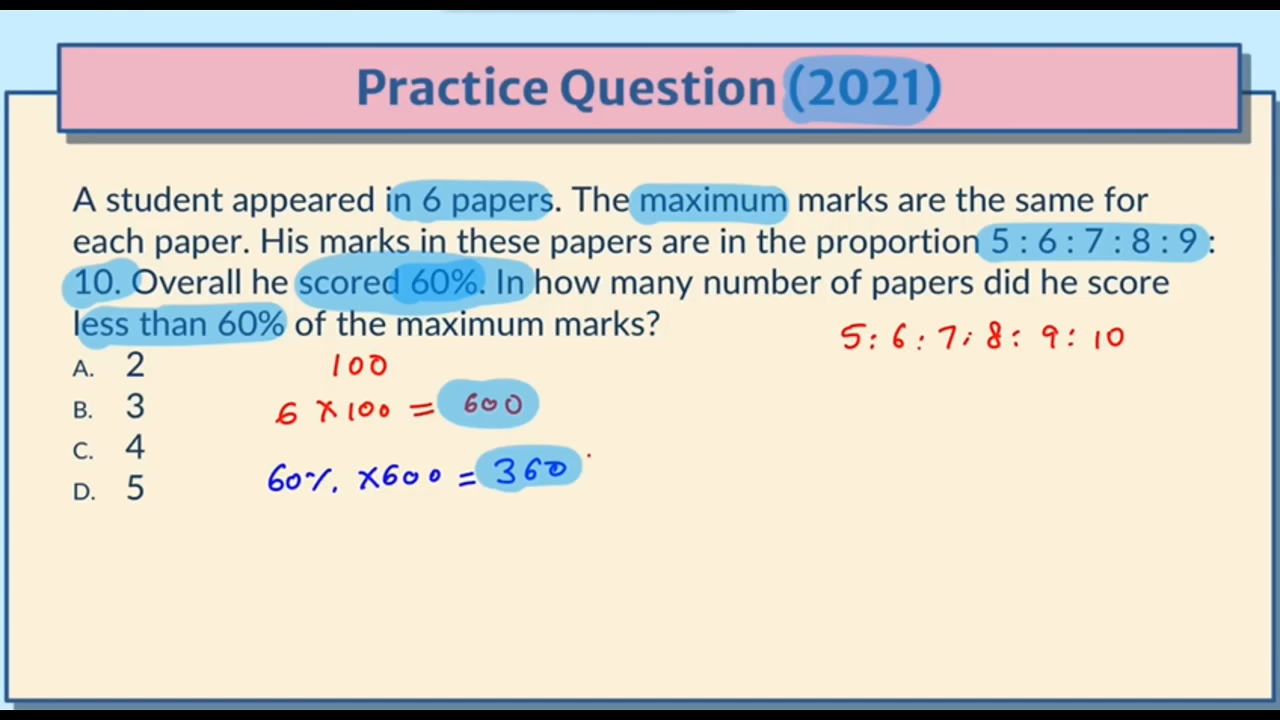 Practice Question (2021)
A student appeared in 6 papers. The maximum marks are the same for
each paper. His marks in these papers are in the proportion 5 : 6 : 7 : 8 : 9 :
10. Overall he scored 60%. In how many number of papers did he score
less than 60% of the maximum marks?
5 : 6 : 7 : 8 : 9 : 10
A. 2
100
B. 3
6 × 100 = 600
C. 4
60% × 600 = 360
D. 5